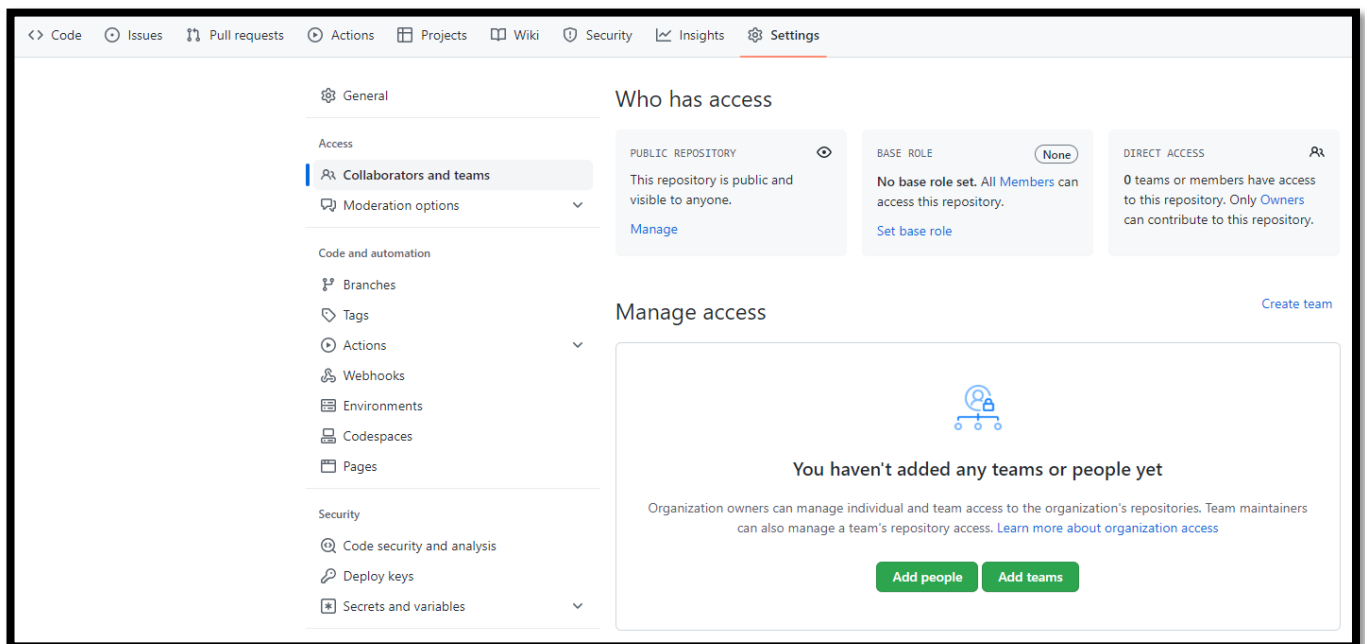 Code Issues Pull requests Actions Projects Wiki Security Insights Settings
General
Access
Collaborators and teams
Moderation options
Code and automation
Branches
Tags
Actions
Webhooks
Environments
Codespaces
Pages
Security
Code security and analysis
Deploy keys
Secrets and variables
Who has access
PUBLIC REPOSITORY
This repository is public and
visible to anyone.
Manage
BASE ROLE None
No base role set. All Members can
access this repository.
Set base role
DIRECT ACCESS
0 teams or members have access
to this repository. Only Owners
can contribute to this repository.
Manage access
Create team
You haven't added any teams or people yet
Organization owners can manage individual and team access to the organization's repositories. Team maintainers
can also manage a team's repository access. Learn more about organization access
Add people Add teams